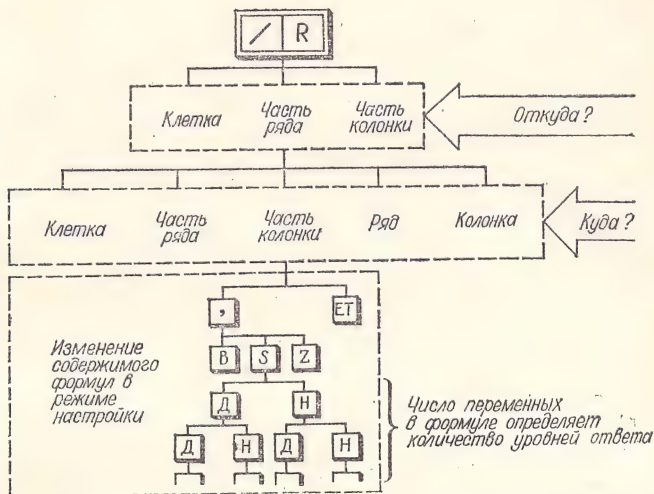 / R
Клетка Часть ряда Часть колонки
Откуда?
Клетка Часть ряда Часть колонки Ряд Колонка
Куда?
, ЕТ
B S Z
Изменение
содержимого
формул в
режиме
настройки
Д Н
Д Н Д Н
Число переменных
в формуле определяет
количество уровней ответа